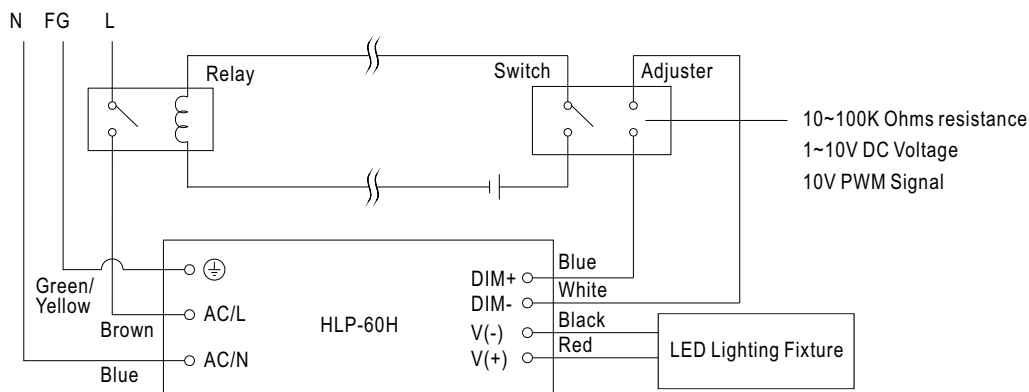 N FG L
Relay
Switch
Adjuster
10~100K Ohms resistance
1~10V DC Voltage
10V PWM Signal
Green/
Yellow
Brown
Blue
AC/L
AC/N
HLP-60H
DIM+
DIM-
V(-)
V(+)
Blue
White
Black
Red
LED Lighting Fixture